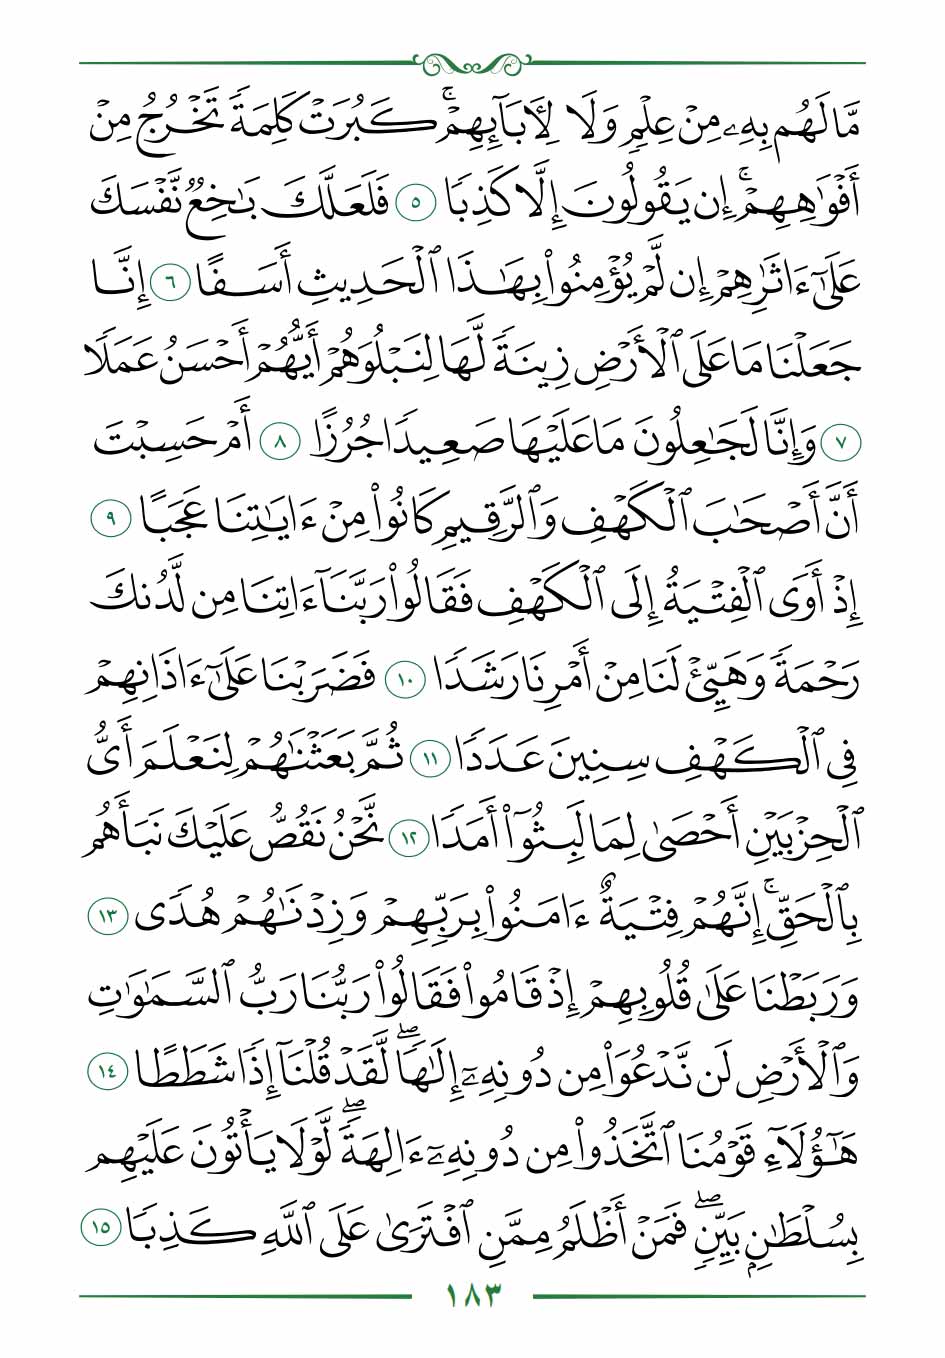 مَّا لَهُم بِهِۦ مِنۡ عِلۡمٖ وَلَا لِأٓبَآئِهِمۡۚ كَبُرَتۡ كَلِمَةٗ تَخۡرُجُ مِنۡ
أَفۡوَٰهِهِمۡۚ إِن يَقُولُونَ إِلَّا كَذِبٗا ٥ فَلَعَلَّكَ بَٰخِعٞ نَّفۡسَكَ
عَلَىٰٓ ءَاثَٰرِهِمۡ إِن لَّمۡ يُؤۡمِنُواْ بِهَٰذَا ٱلۡحَدِيثِ أَسَفًا ٦ إِنَّا
جَعَلۡنَا مَا عَلَى ٱلۡأَرۡضِ زِينَةٗ لَّهَا لِنَبۡلُوَهُمۡ أَيُّهُمۡ أَحۡسَنُ عَمَلٗا
٧ وَإِنَّا لَجَٰعِلُونَ مَا عَلَيۡهَا صَعِيدٗا جُرُزًا ٨ أَمۡ حَسِبۡتَ
أَنَّ أَصۡحَٰبَ ٱلۡكَهۡفِ وَٱلرَّقِيمِ كَانُواْ مِنۡ ءَايَٰتِنَا عَجَبًا ٩
إِذۡ أَوَى ٱلۡفِتۡيَةُ إِلَى ٱلۡكَهۡفِ فَقَالُواْ رَبَّنَآ ءَاتِنَا مِن لَّدُنكَ
رَحۡمَةٗ وَهَيِّئۡ لَنَا مِنۡ أَمۡرِنَا رَشَدٗا ١٠ فَضَرَبۡنَا عَلَىٰٓ ءَاذَانِهِمۡ
فِي ٱلۡكَهۡفِ سِنِينَ عَدَدٗا ١١ ثُمَّ بَعَثۡنَٰهُمۡ لِنَعۡلَمَ أَيُّ
ٱلۡحِزۡبَيۡنِ أَحۡصَىٰ لِمَا لَبِثُوٓاْ أَمَدٗا ١٢ نَّحۡنُ نَقُصُّ عَلَيۡكَ نَبَأَهُم
بِٱلۡحَقِّۚ إِنَّهُمۡ فِتۡيَةٌ ءَامَنُواْ بِرَبِّهِمۡ وَزِدۡنَٰهُمۡ هُدٗى ١٣
وَرَبَطۡنَا عَلَىٰ قُلُوبِهِمۡ إِذۡ قَامُواْ فَقَالُواْ رَبُّنَا رَبُّ ٱلسَّمَٰوَٰتِ
وَٱلۡأَرۡضِ لَن نَّدۡعُوَاْ مِن دُونِهِۦٓ إِلَٰهٗاۖ لَّقَدۡ قُلۡنَآ إِذٗا شَطَطًا ١٤
هَٰٓؤُلَآءِ قَوۡمُنَا ٱتَّخَذُواْ مِن دُونِهِۦٓ ءَالِهَةٗۖ لَّوۡلَا يَأۡتُونَ عَلَيۡهِم
بِسُلۡطَٰنِۭ بَيِّنٖۖ فَمَنۡ أَظۡلَمُ مِمَّنِ ٱفۡتَرَىٰ عَلَى ٱللَّهِ كَذِبٗا ١٥
١٨٣